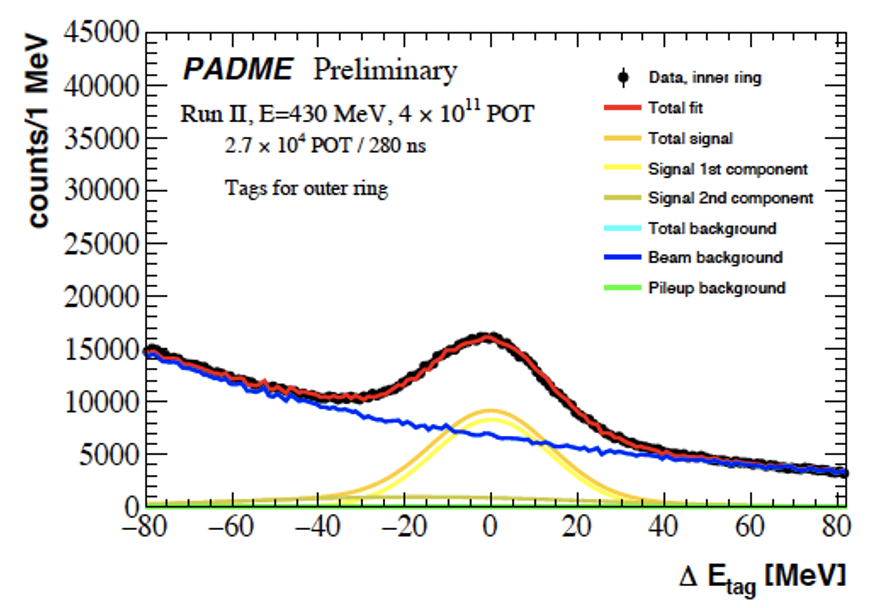 counts/1 MeV
45000
40000
35000
30000
25000
20000
15000
10000
5000
0
PADME Preliminary
Run II, E=430 MeV, 4 × 10¹¹ POT
2.7 × 10⁴ POT / 280 ns
Tags for outer ring
Data, inner ring
Total fit
Total signal
Signal 1st component
Signal 2nd component
Total background
Beam background
Pileup background
−80 −60 −40 −20 0 20 40 60 80
Δ E_tag [MeV]